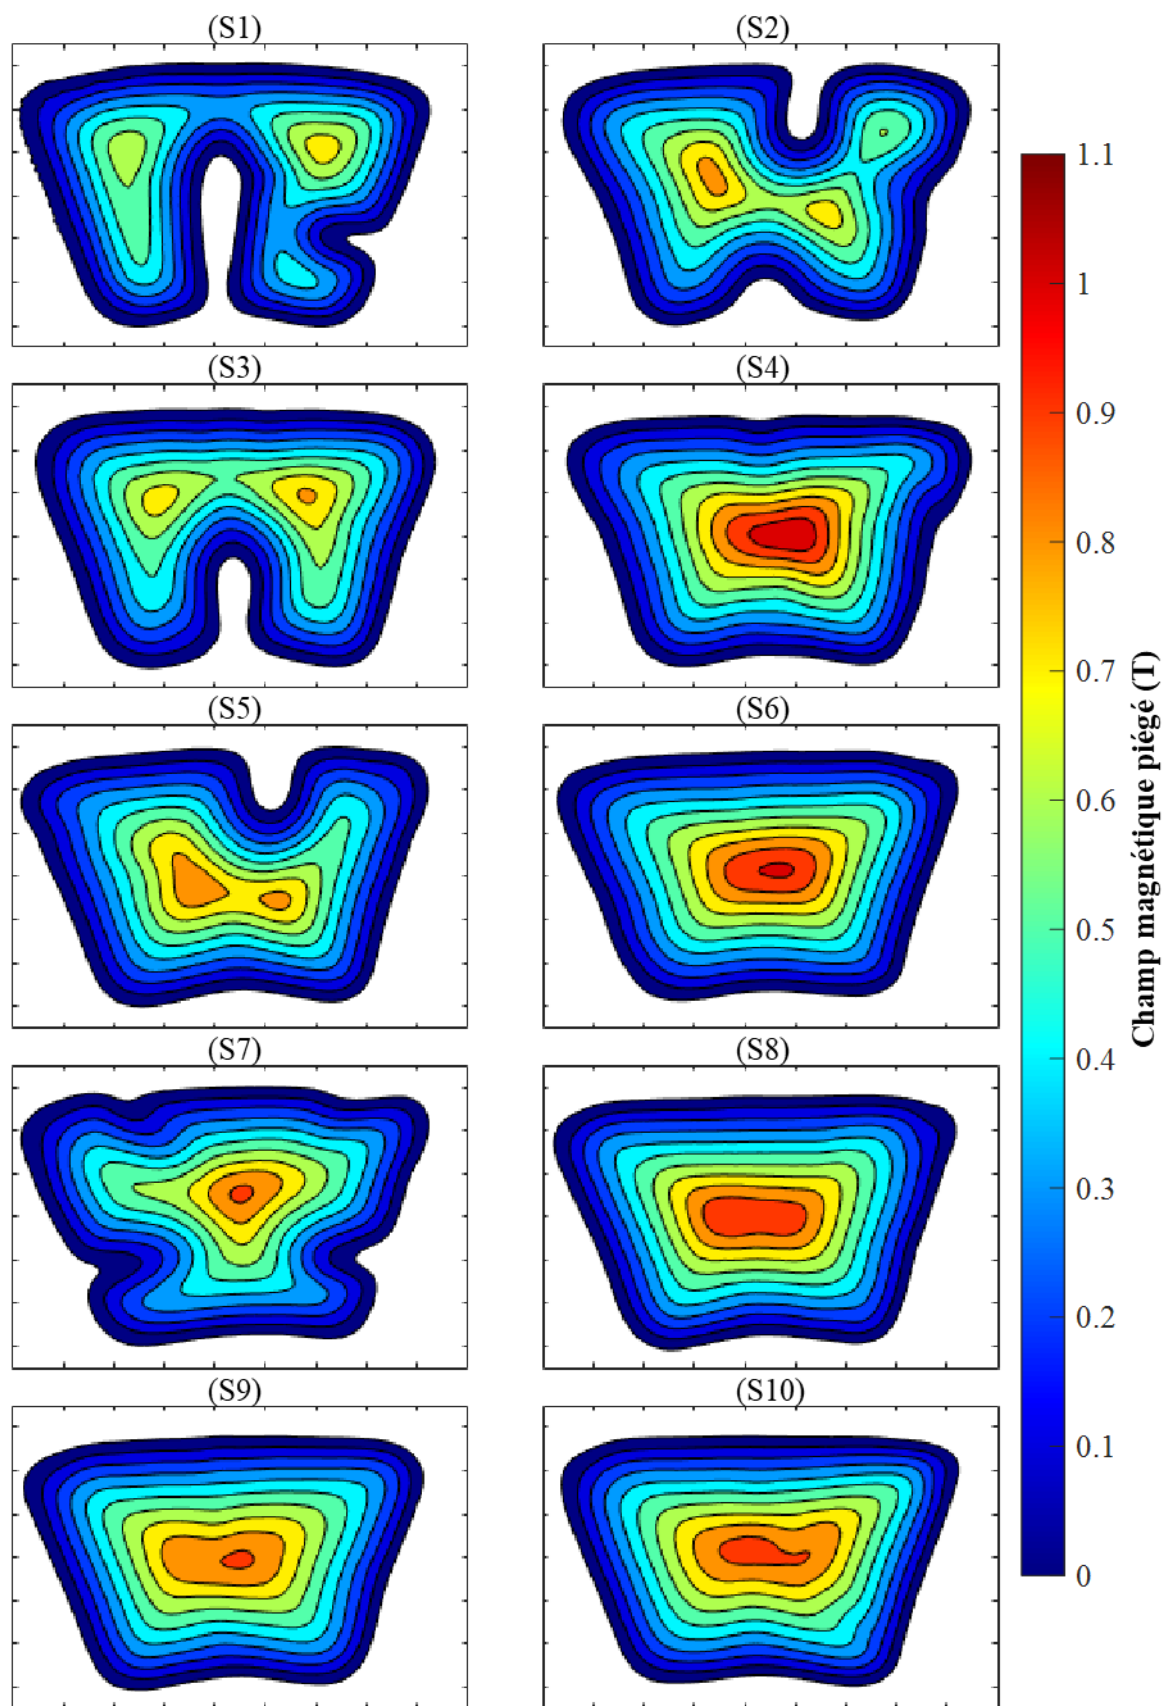 (S1)
(S2)
(S3)
(S4)
(S5)
(S6)
(S7)
(S8)
(S9)
(S10)
1.1
1
0.9
0.8
0.7
0.6
0.5
0.4
0.3
0.2
0.1
0
Champ magnétique piégé (T)